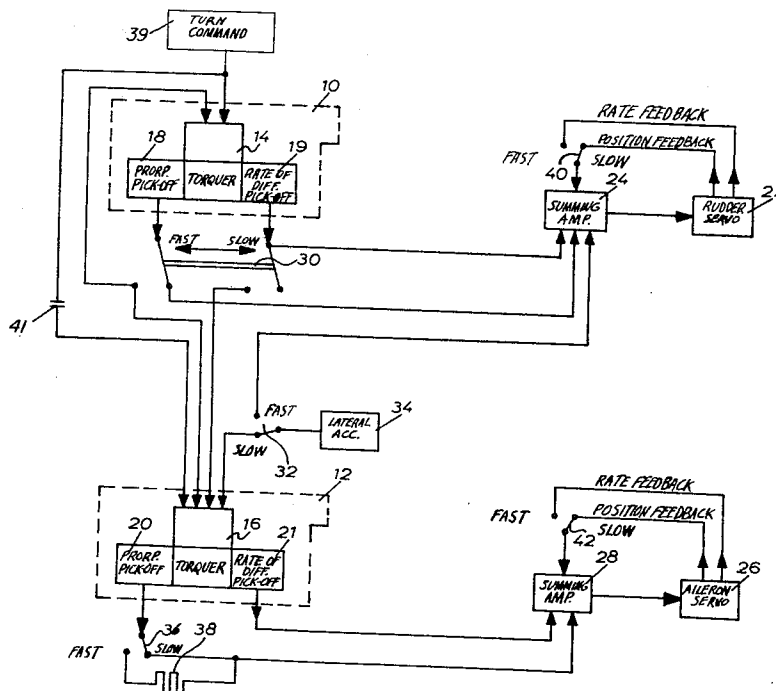 39
TURN
COMMAND
10
18
14
19
PRORP.
PICK-OFF
TORQUER
RATE OF
DIFF.
PICK-OFF
FAST
SLOW
30
41
RATE FEEDBACK
POSITION FEEDBACK
FAST
SLOW
40
24
SUMMING
AMP.
RUDDER
SERVO
FAST
SLOW
32
LATERAL
ACC.
34
12
20
16
21
PRORP.
PICK-OFF
TORQUER
RATE OF
DIFF.
PICK-OFF
36
SLOW
FAST
38
RATE FEEDBACK
POSITION FEEDBACK
FAST
SLOW
42
28
SUMMING
AMP.
AILERON
SERVO
26